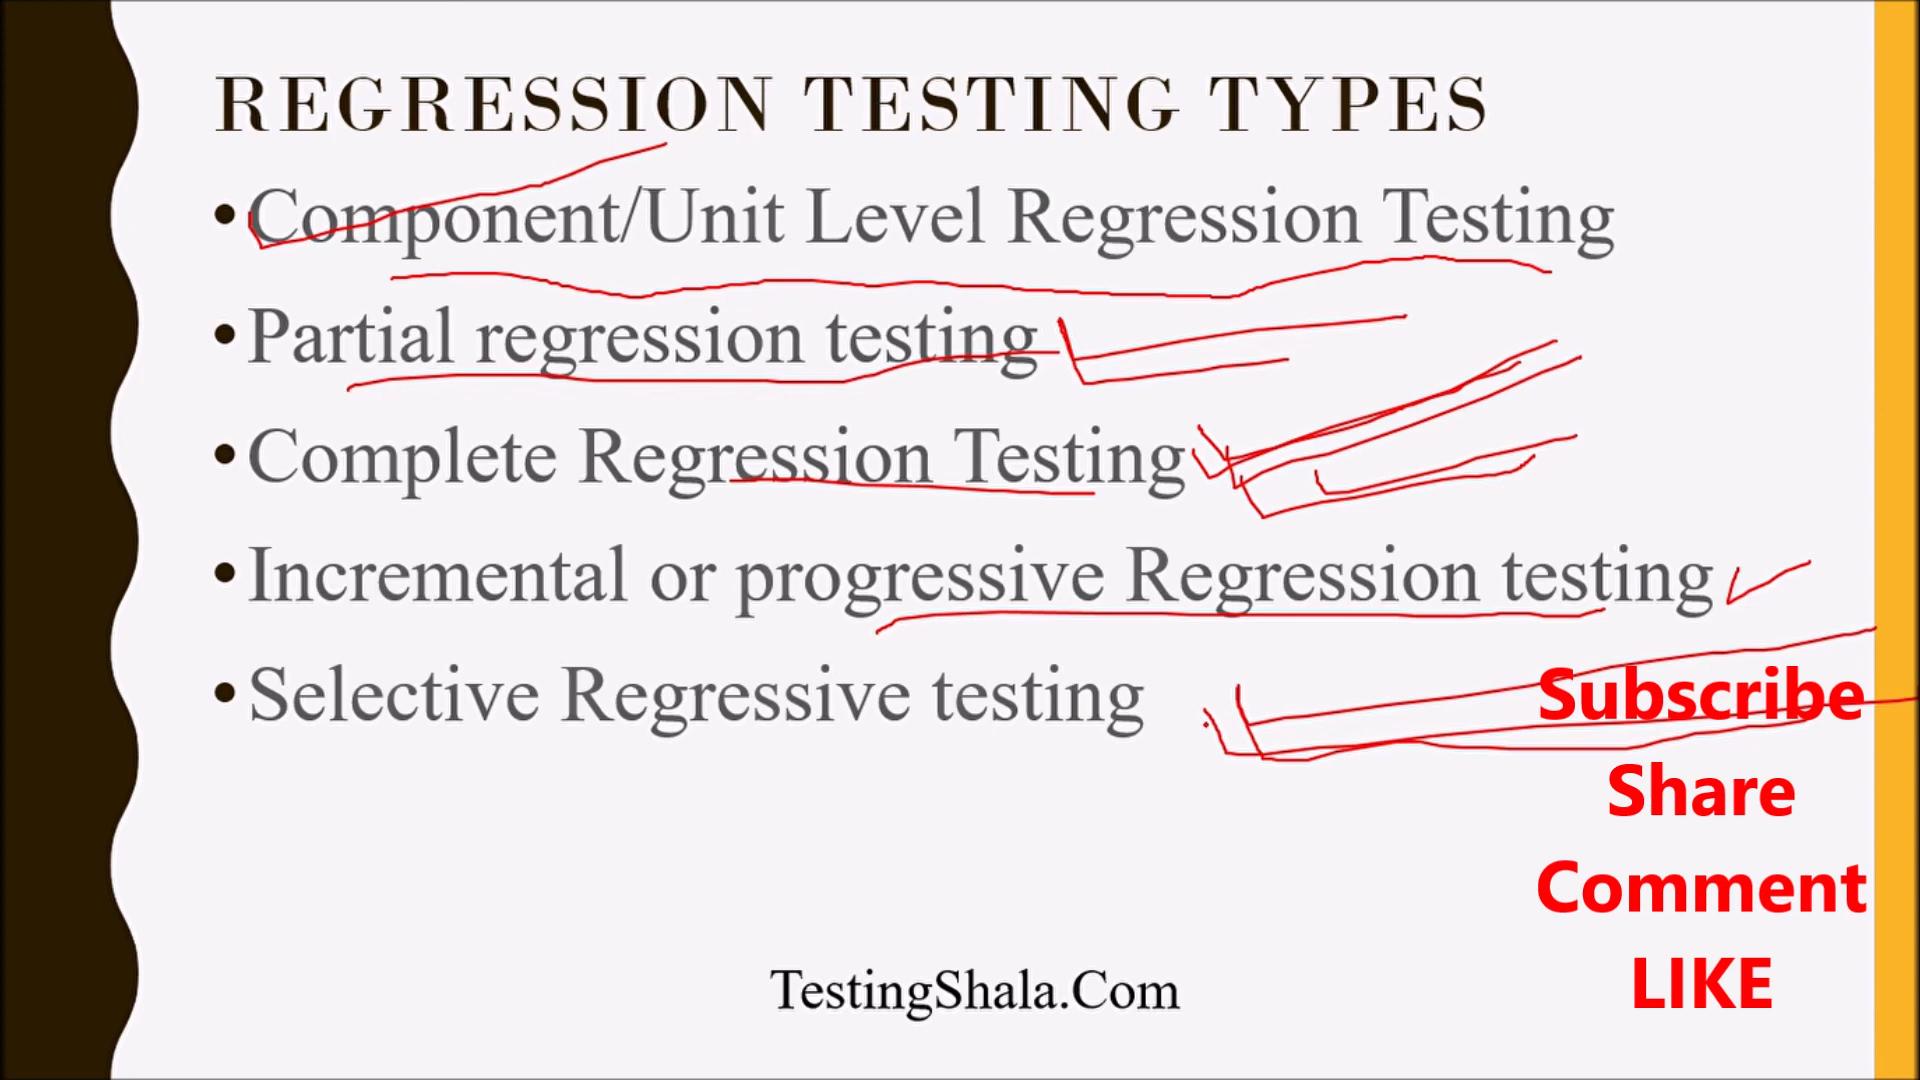 REGRESSION TESTING TYPES
•Component/Unit Level Regression Testing
•Partial regression testing
•Complete Regression Testing
•Incremental or progressive Regression testing
•Selective Regressive testing
Subscribe
Share
Comment
LIKE
TestingShala.Com